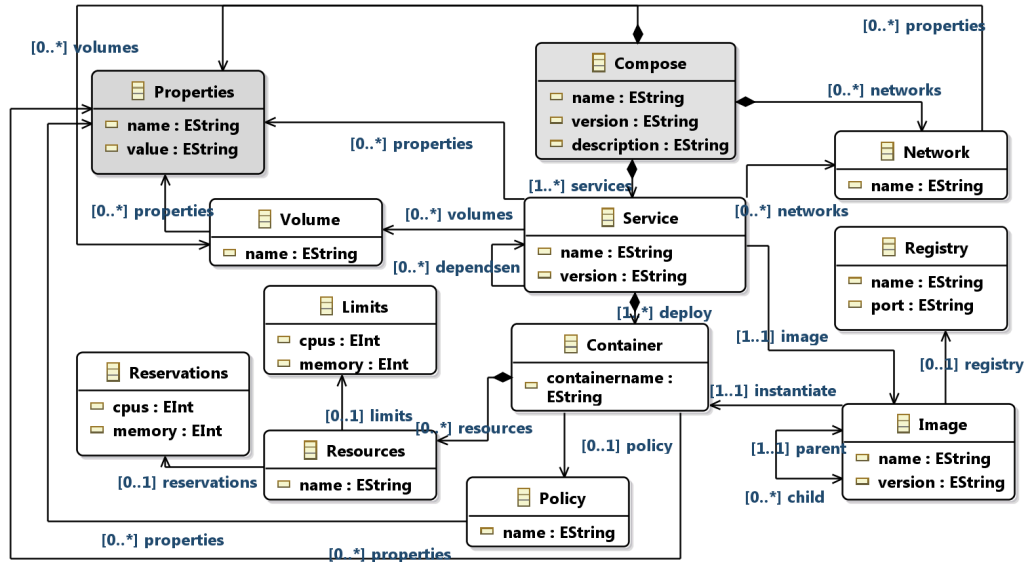 [0..*] volumes
[0..*] properties
Properties
name : EString
value : EString
Compose
name : EString
version : EString
description : EString
[0..*] networks
[0..*] properties
Network
name : EString
[1..*] services
[0..*] properties
Volume
name : EString
[0..*] volumes
Service
name : EString
version : EString
[0..*] networks
[0..*] dependsen
Registry
name : EString
port : EString
Limits
cpus : EInt
memory : EInt
[1..*] deploy
[1..1] image
Container
containername :
EString
Reservations
cpus : EInt
memory : EInt
[0..1] registry
[1..1] instantiate
[0..1] limits
[0..*] resources
Image
name : EString
version : EString
Resources
name : EString
[0..1] policy
[1..1] parent
[0..1] reservations
[0..*] child
Policy
name : EString
[0..*] properties
[0..*] properties